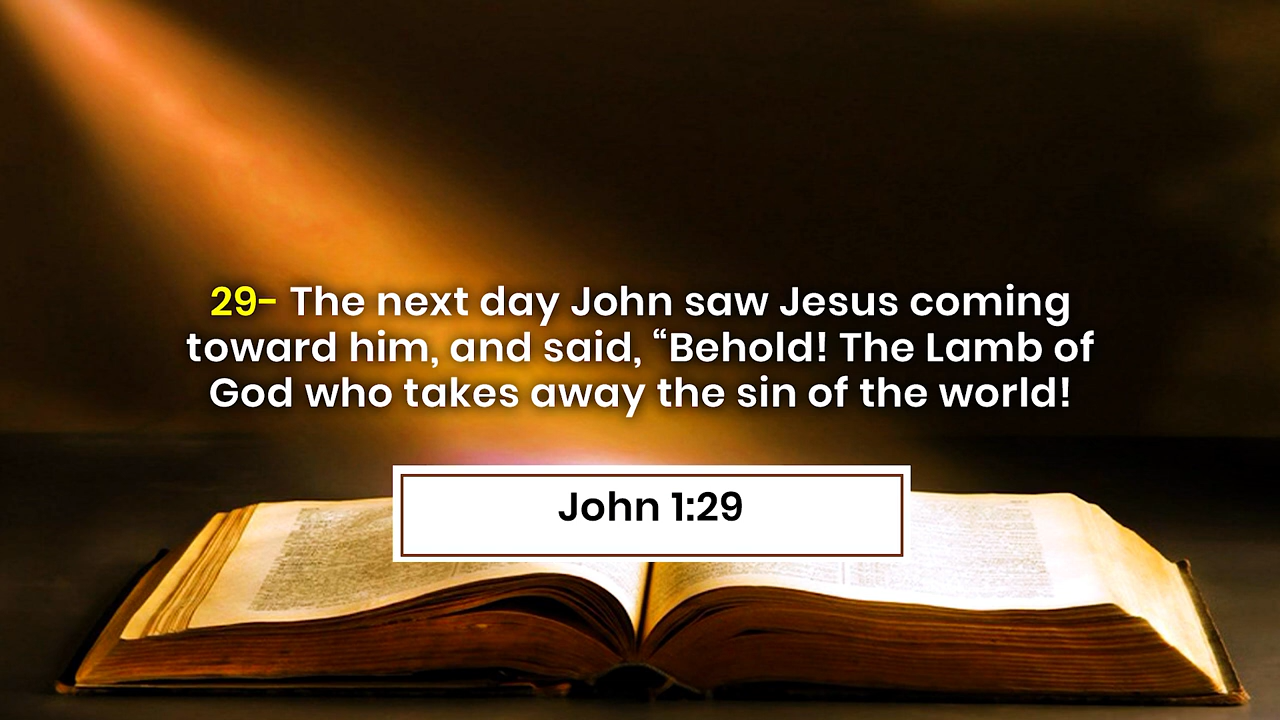 29- The next day John saw Jesus coming
toward him, and said, “Behold! The Lamb of
God who takes away the sin of the world!
John 1:29